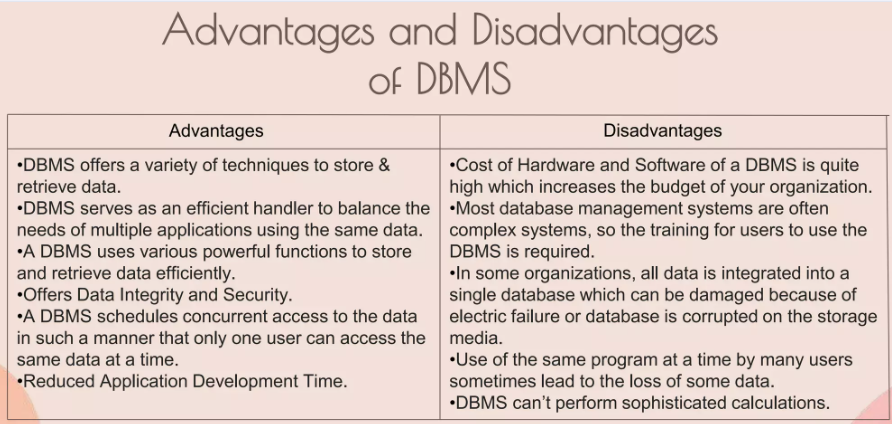 Advantages and Disadvantages
of DBMS
Advantages
•DBMS offers a variety of techniques to store &
retrieve data.
•DBMS serves as an efficient handler to balance the
needs of multiple applications using the same data.
•A DBMS uses various powerful functions to store
and retrieve data efficiently.
•Offers Data Integrity and Security.
•A DBMS schedules concurrent access to the data
in such a manner that only one user can access the
same data at a time.
•Reduced Application Development Time.
Disadvantages
•Cost of Hardware and Software of a DBMS is quite
high which increases the budget of your organization.
•Most database management systems are often
complex systems, so the training for users to use the
DBMS is required.
•In some organizations, all data is integrated into a
single database which can be damaged because of
electric failure or database is corrupted on the storage
media.
•Use of the same program at a time by many users
sometimes lead to the loss of some data.
•DBMS can’t perform sophisticated calculations.